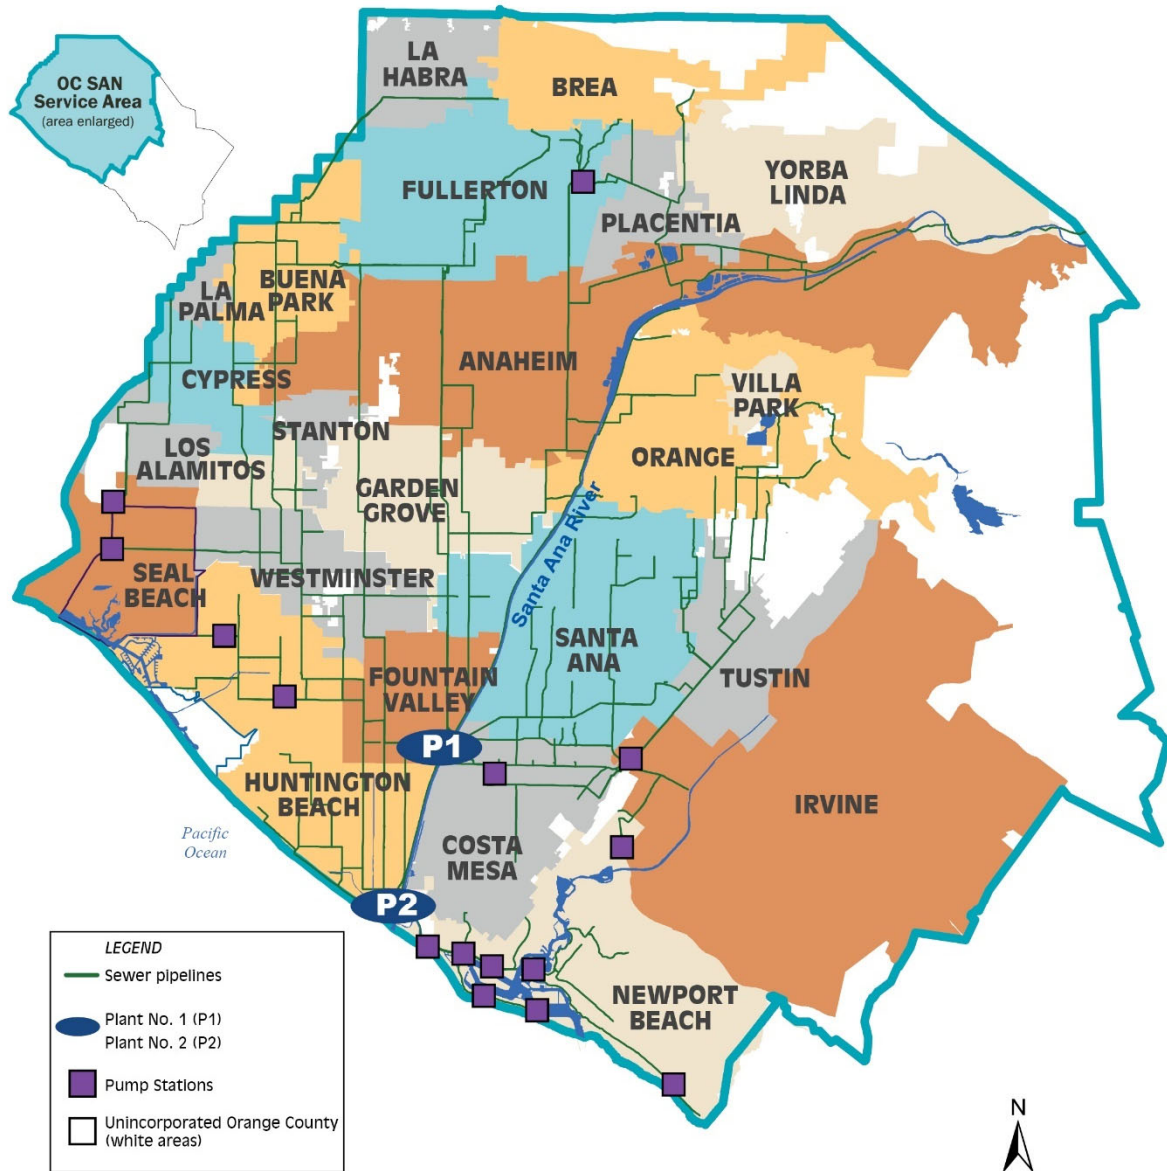 OC SAN
Service Area
(area enlarged)
LA
HABRA
BREA
FULLERTON
YORBA
LINDA
PLACENTIA
BUENA
PARK
LA
PALMA
ANAHEIM
CYPRESS
VILLA
PARK
STANTON
LOS
ALAMITOS
ORANGE
GARDEN
GROVE
Santa Ana River
SEAL
BEACH
WESTMINSTER
SANTA
ANA
FOUNTAIN
VALLEY
TUSTIN
P1
HUNTINGTON
BEACH
IRVINE
Pacific
Ocean
COSTA
MESA
P2
NEWPORT
BEACH
LEGEND
Sewer pipelines
Plant No. 1 (P1)
Plant No. 2 (P2)
Pump Stations
Unincorporated Orange County
(white areas)
N